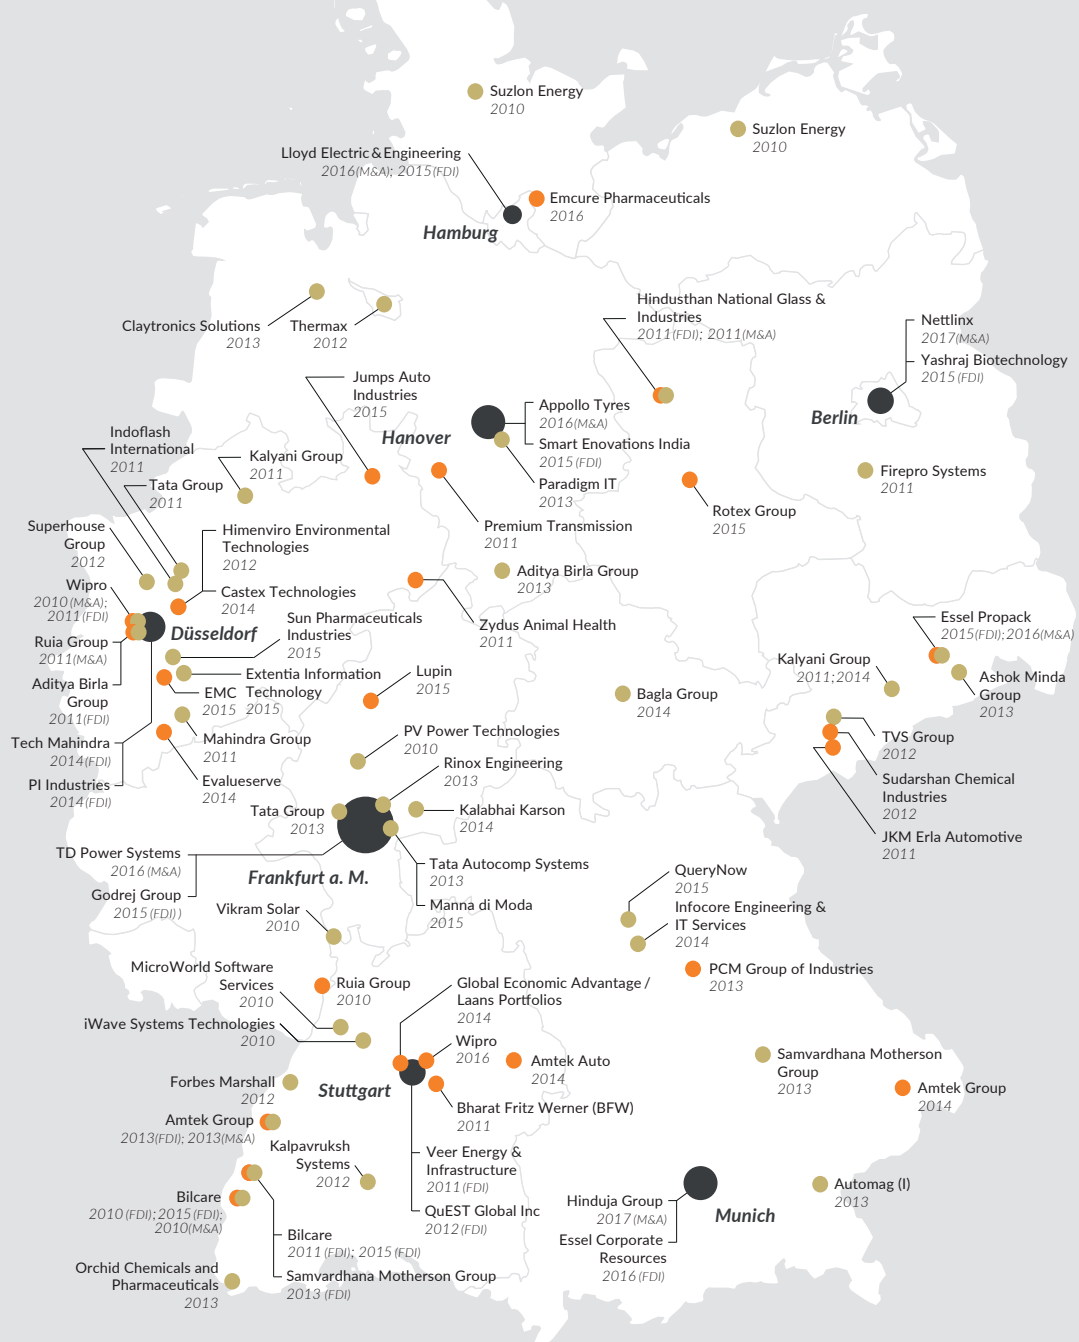 Suzlon Energy
2010
Suzlon Energy
2010
Lloyd Electric & Engineering
2016(M&A); 2015(FDI)
Emcure Pharmaceuticals
2016
Hamburg
Claytronics Solutions
2013
Thermax
2012
Hindusthan National Glass &
Industries
2011(FDI); 2011(M&A)
Nettlinx
2017(M&A)
Yashraj Biotechnology
2015 (FDI)
Berlin
Jumps Auto
Industries
2015
Hanover
Appollo Tyres
2016(M&A)
Smart Enovations India
2015 (FDI)
Paradigm IT
2013
Indoflash
International
2011
Kalyani Group
2011
Tata Group
2011
Firepro Systems
2011
Rotex Group
2015
Premium Transmission
2011
Superhouse
Group
2012
Himenviro Environmental
Technologies
2012
Aditya Birla Group
2013
Wipro
2010(M&A);
2011(FDI)
Castex Technologies
2014
Düsseldorf
Sun Pharmaceuticals
Industries
2015
Zydus Animal Health
2011
Essel Propack
2015(FDI);2016(M&A)
Ruia Group
2011(M&A)
Aditya Birla
Group
2011(FDI)
Extentia Information
Technology
2015
EMC
2015
Lupin
2015
Kalyani Group
2011;2014
Ashok Minda
Group
2013
Bagla Group
2014
Tech Mahindra
2014(FDI)
Mahindra Group
2011
PV Power Technologies
2010
TVS Group
2012
PI Industries
2014(FDI)
Evalueserve
2014
Rinox Engineering
2013
Sudarshan Chemical
Industries
2012
Tata Group
2013
Kalabhai Karson
2014
JKM Erla Automotive
2011
TD Power Systems
2016 (M&A)
Godrej Group
2015 (FDI) )
Frankfurt a. M.
Tata Autocomp Systems
2013
Manna di Moda
2015
QueryNow
2015
Infocore Engineering &
IT Services
2014
Vikram Solar
2010
PCM Group of Industries
2013
MicroWorld Software
Services
2010
Ruia Group
2010
Global Economic Advantage /
Laans Portfolios
2014
iWave Systems Technologies
2010
Wipro
2016
Amtek Auto
2014
Samvardhana Motherson
Group
2013
Amtek Group
2014
Forbes Marshall
2012
Stuttgart
Bharat Fritz Werner (BFW)
2011
Amtek Group
2013(FDI); 2013(M&A)
Kalpavruksh
Systems
2012
Veer Energy &
Infrastructure
2011 (FDI)
QuEST Global Inc
2012 (FDI)
Automag (I)
2013
Hinduja Group
2017(M&A)
Munich
Essel Corporate
Resources
2016 (FDI)
Bilcare
2010 (FDI); 2015 (FDI);
2010(M&A)
Bilcare
2011 (FDI); 2015 (FDI)
Samvardhana Motherson Group
2013 (FDI)
Orchid Chemicals and
Pharmaceuticals
2013